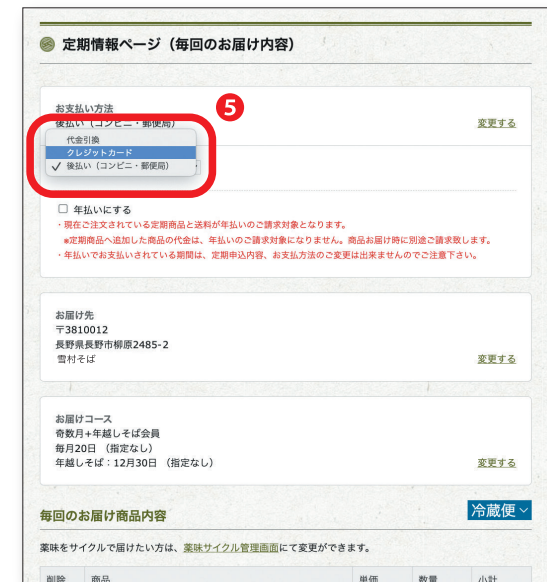 定期情報ページ（毎回のお届け内容）
お支払い方法
後払い（コンビニ・郵便局）
5
変更する
代金引換
クレジットカード
✓ 後払い（コンビニ・郵便局）
年払いにする
・現在ご注文されている定期商品と送料が年払いのご請求対象となります。
※定期商品へ追加した商品の代金は、年払いのご請求対象になりません。商品お届け時に別途ご請求致します。
・年払いでお支払いされている期間は、定期申込内容、お支払方法のご変更は出来ませんのでご注意下さい。
お届け先
〒3810012
長野県長野市柳原2485-2
雪村そば
変更する
お届けコース
奇数月+年越しそば会員
毎月20日 （指定なし）
年越しそば：12月30日 （指定なし）
変更する
毎回のお届け商品内容
冷蔵便
薬味をサイクルで届けたい方は、薬味サイクル管理画面にて変更ができます。
削除 商品 単価 数量 小計